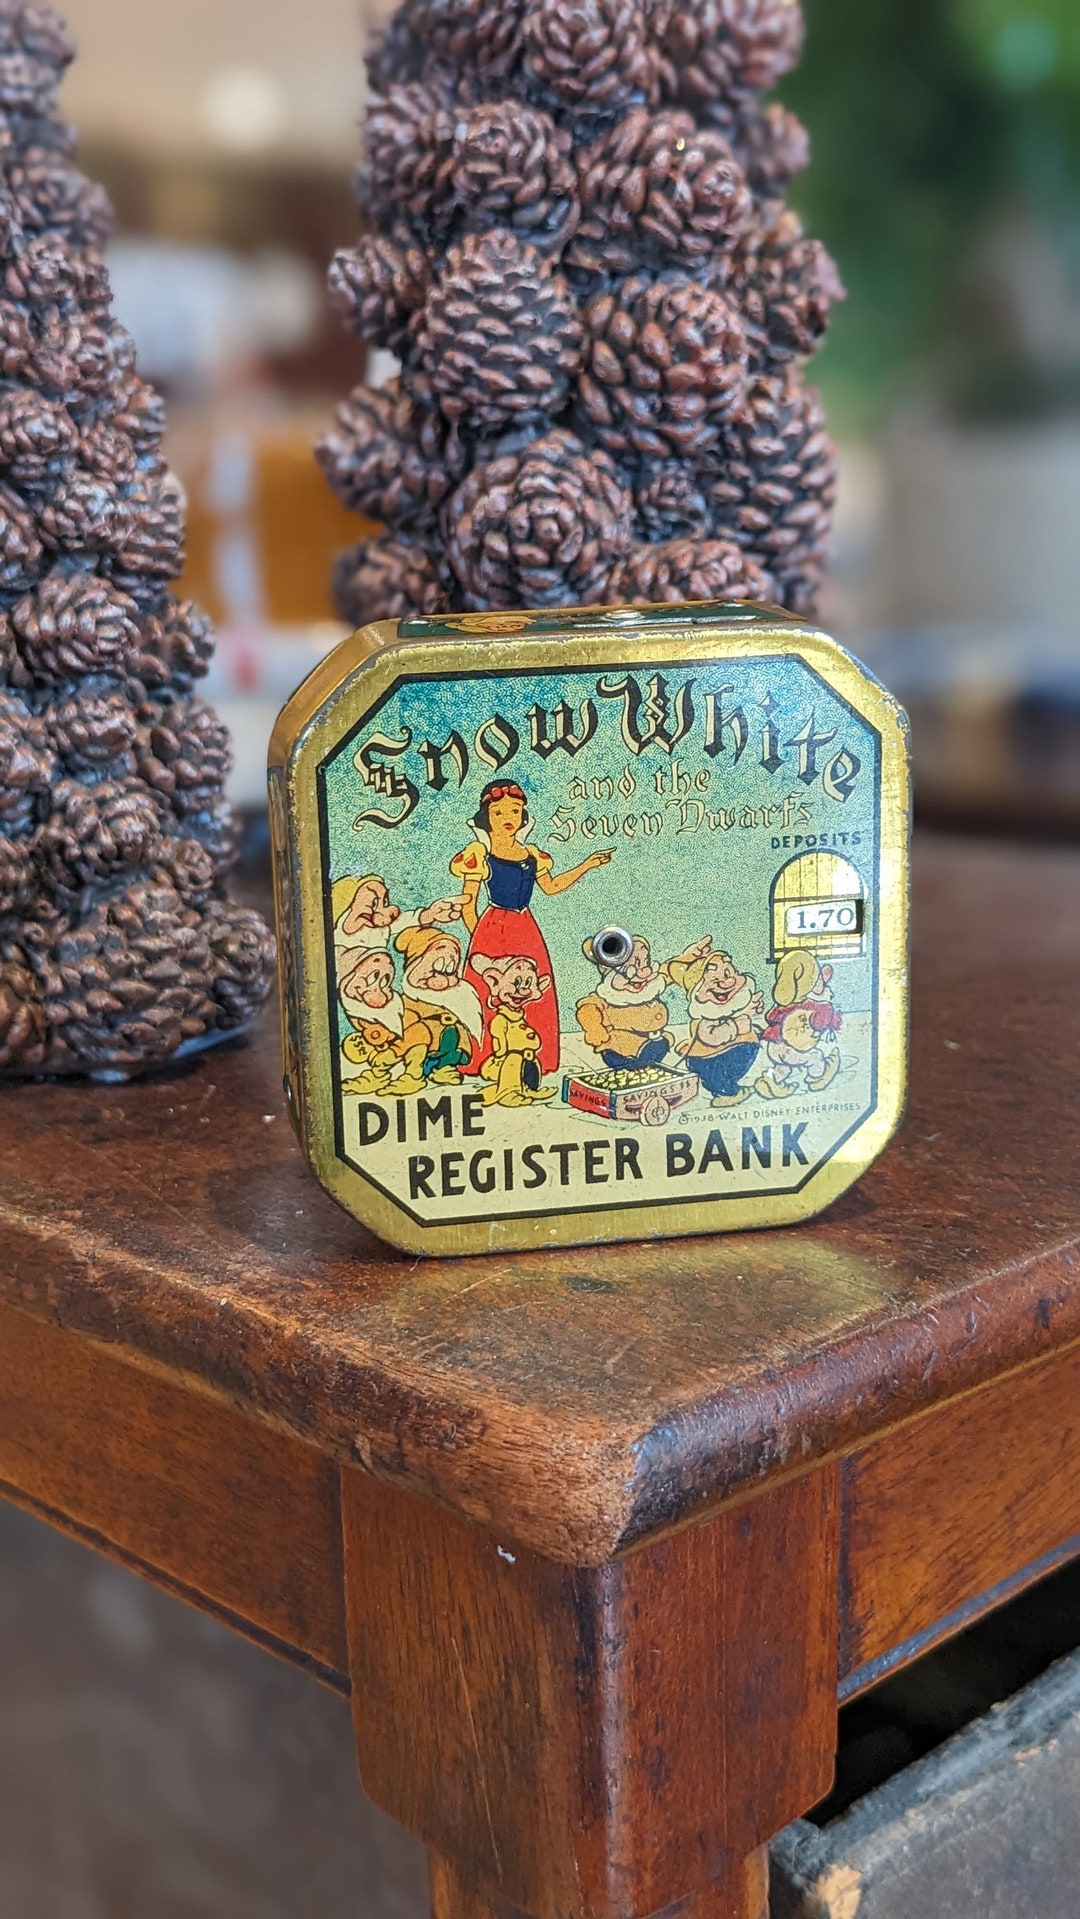 Snow White
and the
Seven Dwarfs
DEPOSITS
1.70
SAVINGS
SAVINGS
©1938 WALT DISNEY ENTERPRISES
DIME
REGISTER BANK